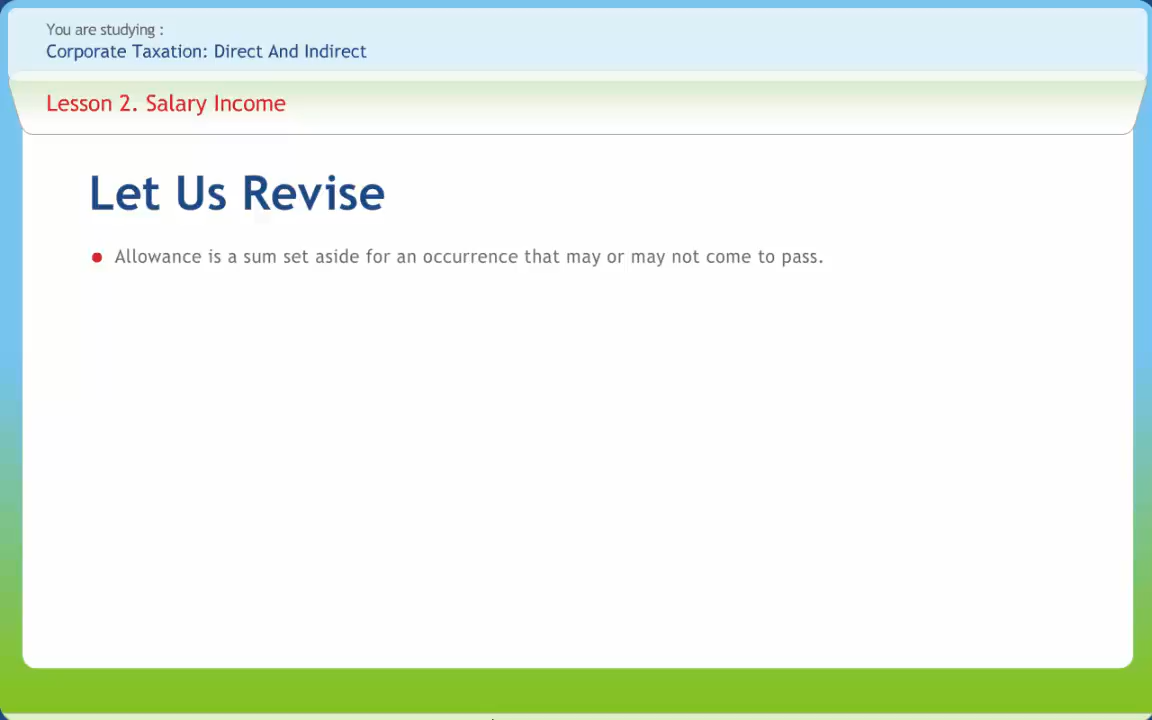 You are studying :
Corporate Taxation: Direct And Indirect
Lesson 2. Salary Income
Let Us Revise
Allowance is a sum set aside for an occurrence that may or may not come to pass.